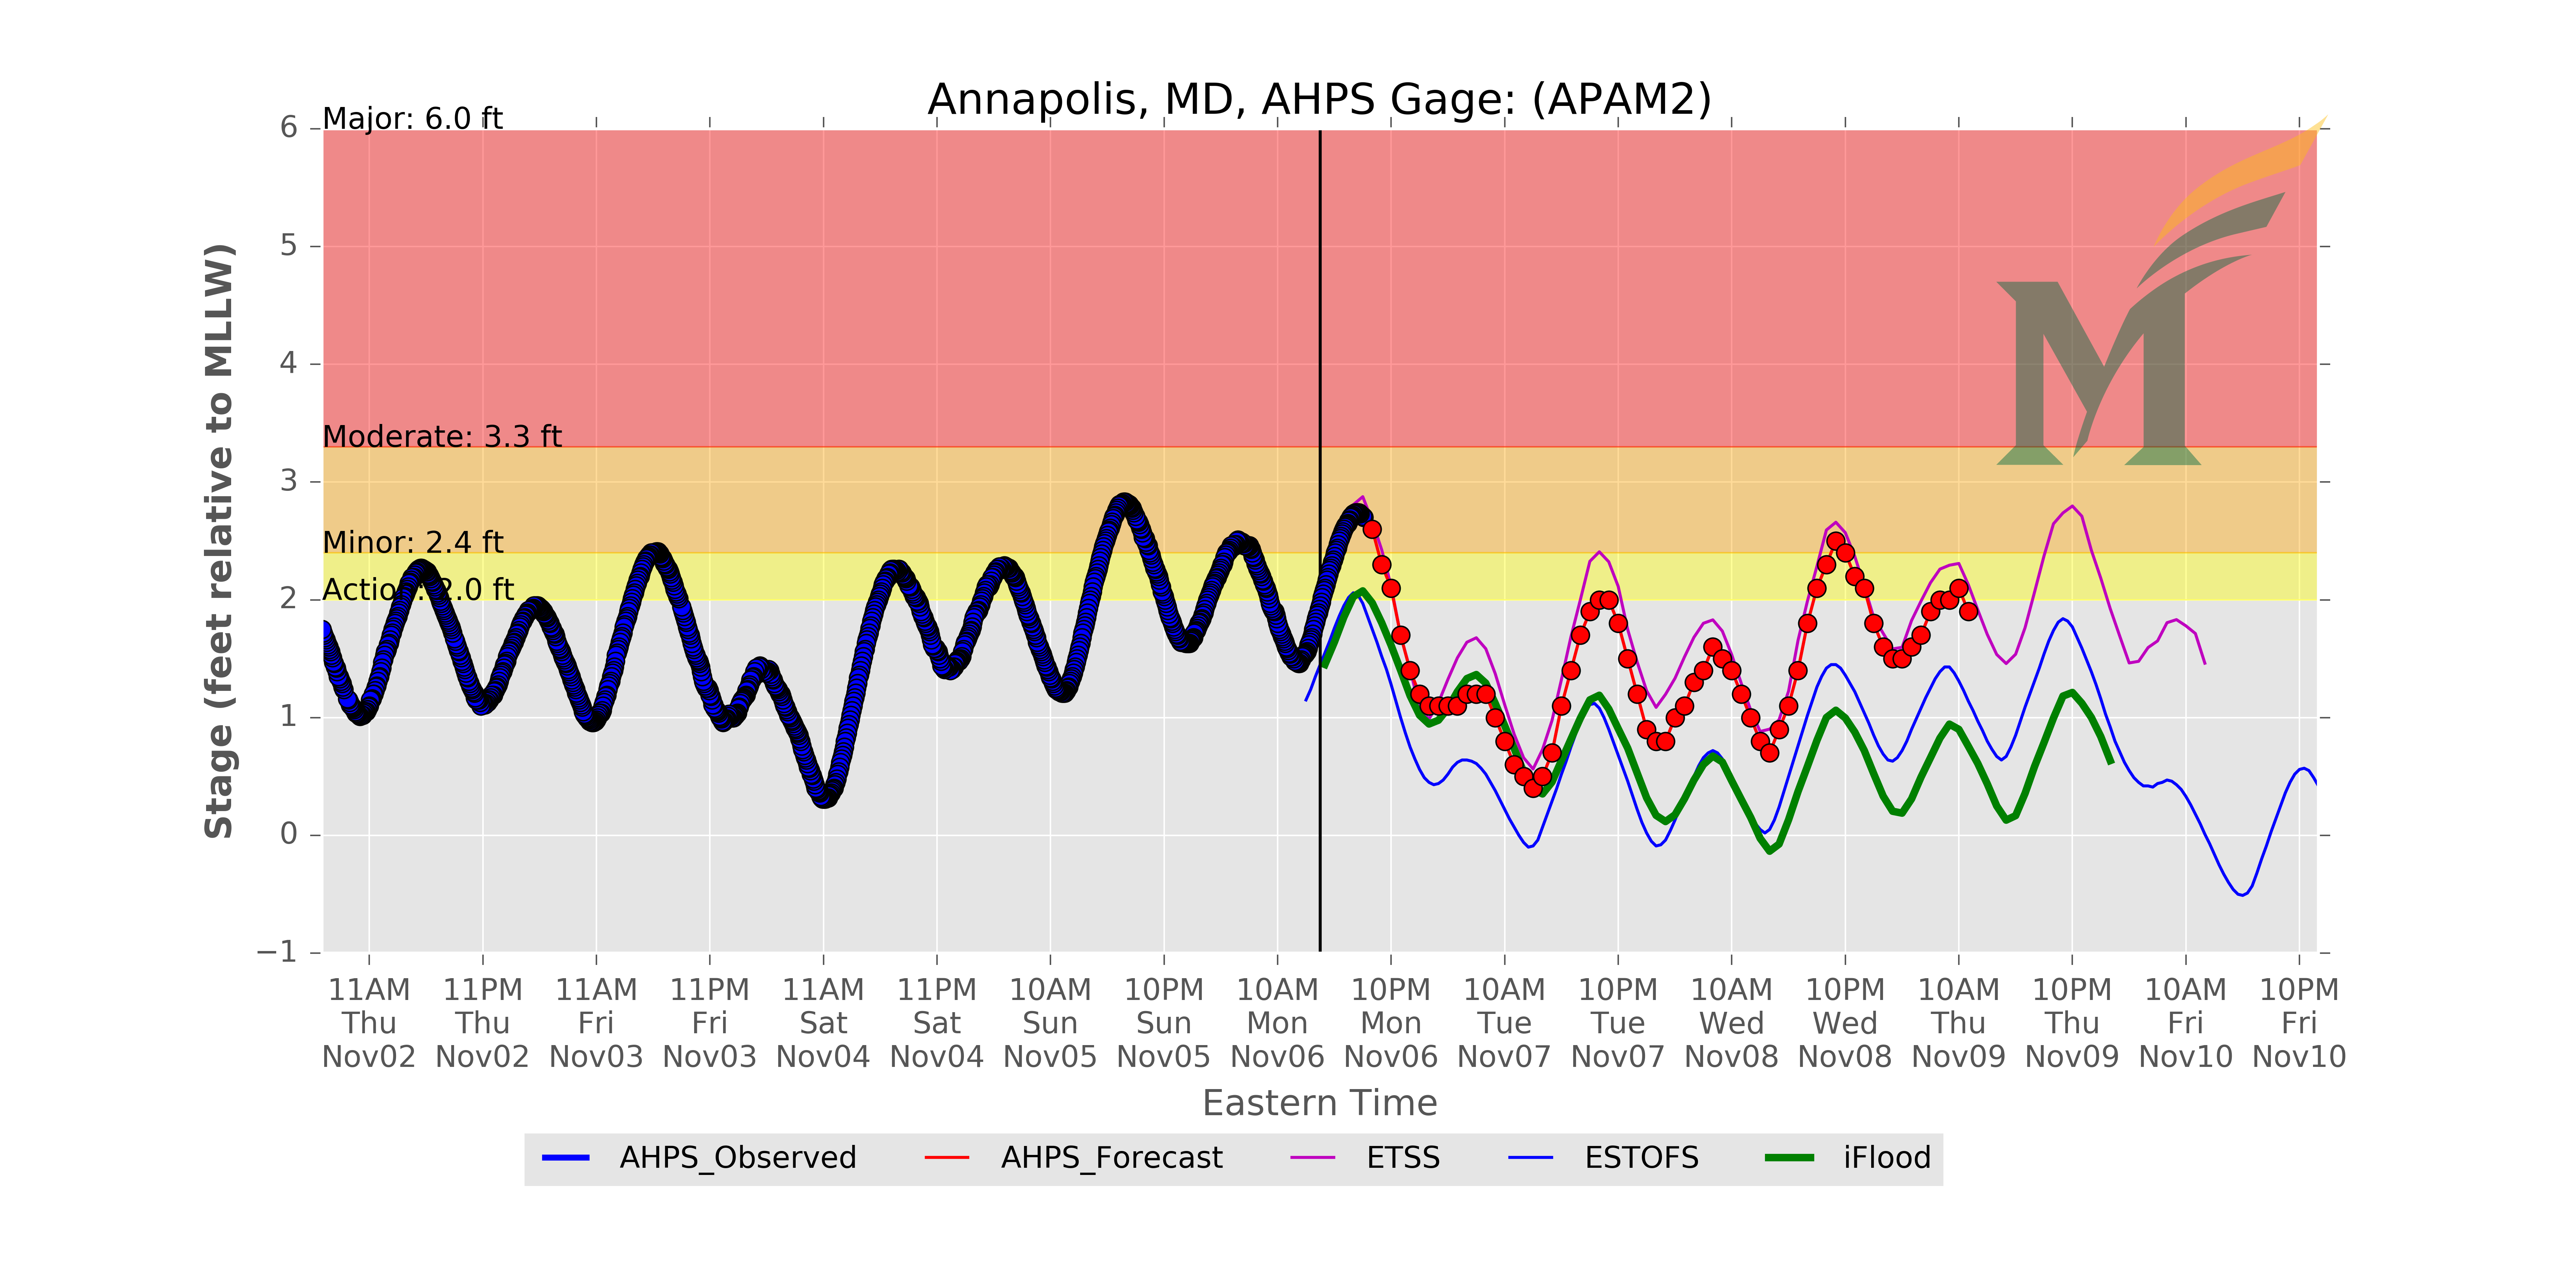 Annapolis, MD, AHPS Gage: (APAM2)
Major: 6.0 ft
Moderate: 3.3 ft
Minor: 2.4 ft
Action: 2.0 ft
Stage (feet relative to MLLW)
6
5
4
3
2
1
0
−1
11AM 11PM 11AM 11PM 11AM 11PM 10AM 10PM 10AM 10PM 10AM 10PM 10AM 10PM 10AM 10PM 10AM 10PM
Thu Thu Fri Fri Sat Sat Sun Sun Mon Mon Tue Tue Wed Wed Thu Thu Fri Fri
Nov02 Nov02 Nov03 Nov03 Nov04 Nov04 Nov05 Nov05 Nov06 Nov06 Nov07 Nov07 Nov08 Nov08 Nov09 Nov09 Nov10 Nov10
Eastern Time
AHPS_Observed AHPS_Forecast ETSS ESTOFS iFlood